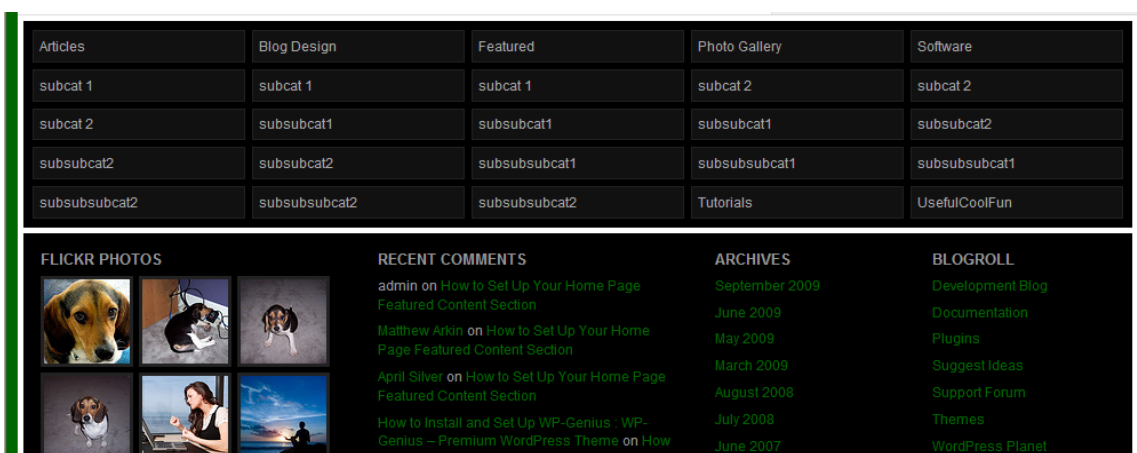 Articles
Blog Design
Featured
Photo Gallery
Software
subcat 1
subcat 1
subcat 1
subcat 2
subcat 2
subcat 2
subsubcat1
subsubcat1
subsubcat1
subsubcat2
subsubcat2
subsubcat2
subsubsubcat1
subsubsubcat1
subsubsubcat1
subsubsubcat2
subsubsubcat2
subsubsubcat2
Tutorials
UsefulCoolFun
FLICKR PHOTOS
RECENT COMMENTS
admin on How to Set Up Your Home Page
Featured Content Section
Matthew Arkin on How to Set Up Your Home
Page Featured Content Section
April Silver on How to Set Up Your Home Page
Featured Content Section
How to Install and Set Up WP-Genius : WP-
Genius – Premium WordPress Theme on How
ARCHIVES
September 2009
June 2009
May 2009
March 2009
August 2008
July 2008
June 2007
BLOGROLL
Development Blog
Documentation
Plugins
Suggest Ideas
Support Forum
Themes
WordPress Planet